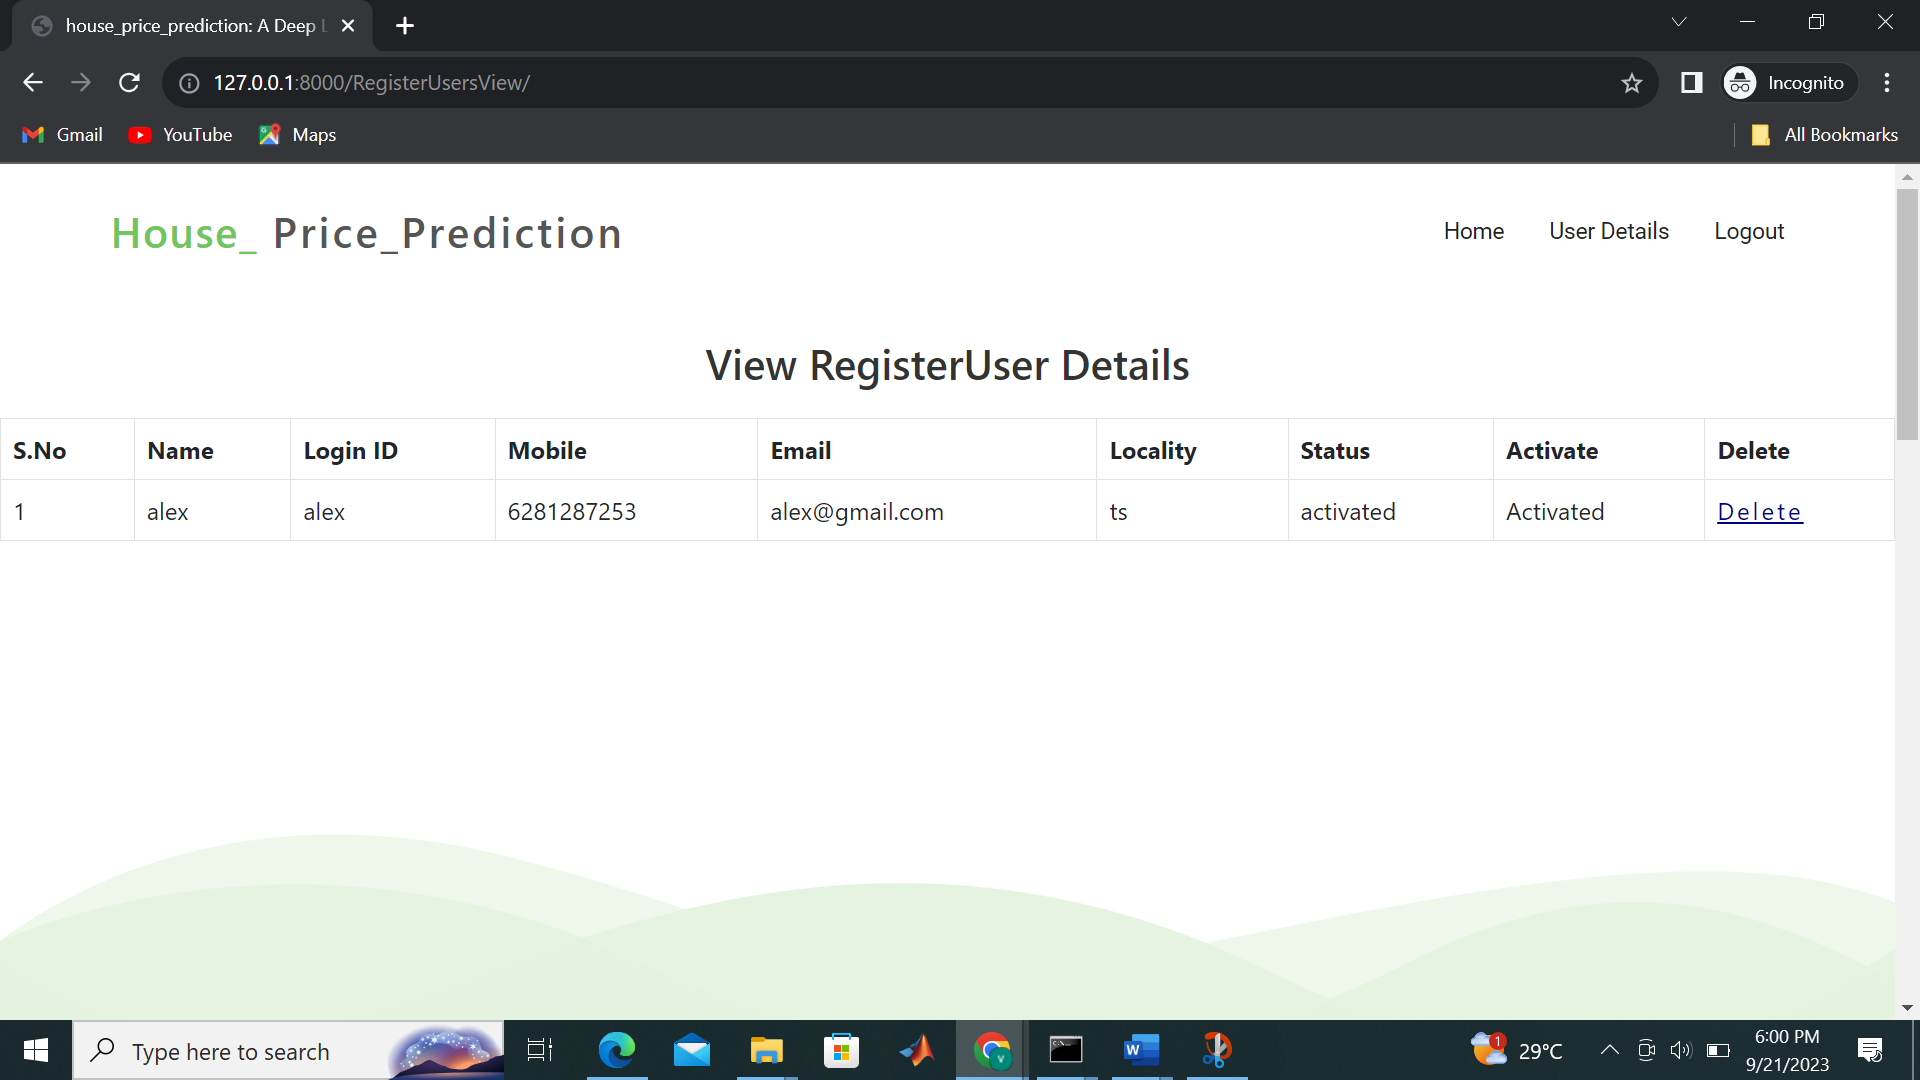 house_price_prediction: A Deep L
127.0.0.1:8000/RegisterUsersView/
Incognito
Gmail YouTube Maps All Bookmarks
House_ Price_Prediction
Home User Details Logout
View RegisterUser Details
S.No Name Login ID Mobile Email Locality Status Activate Delete
1 alex alex 6281287253 alex@gmail.com ts activated Activated Delete
Type here to search
V
W
1
29°C
6:00 PM
9/21/2023